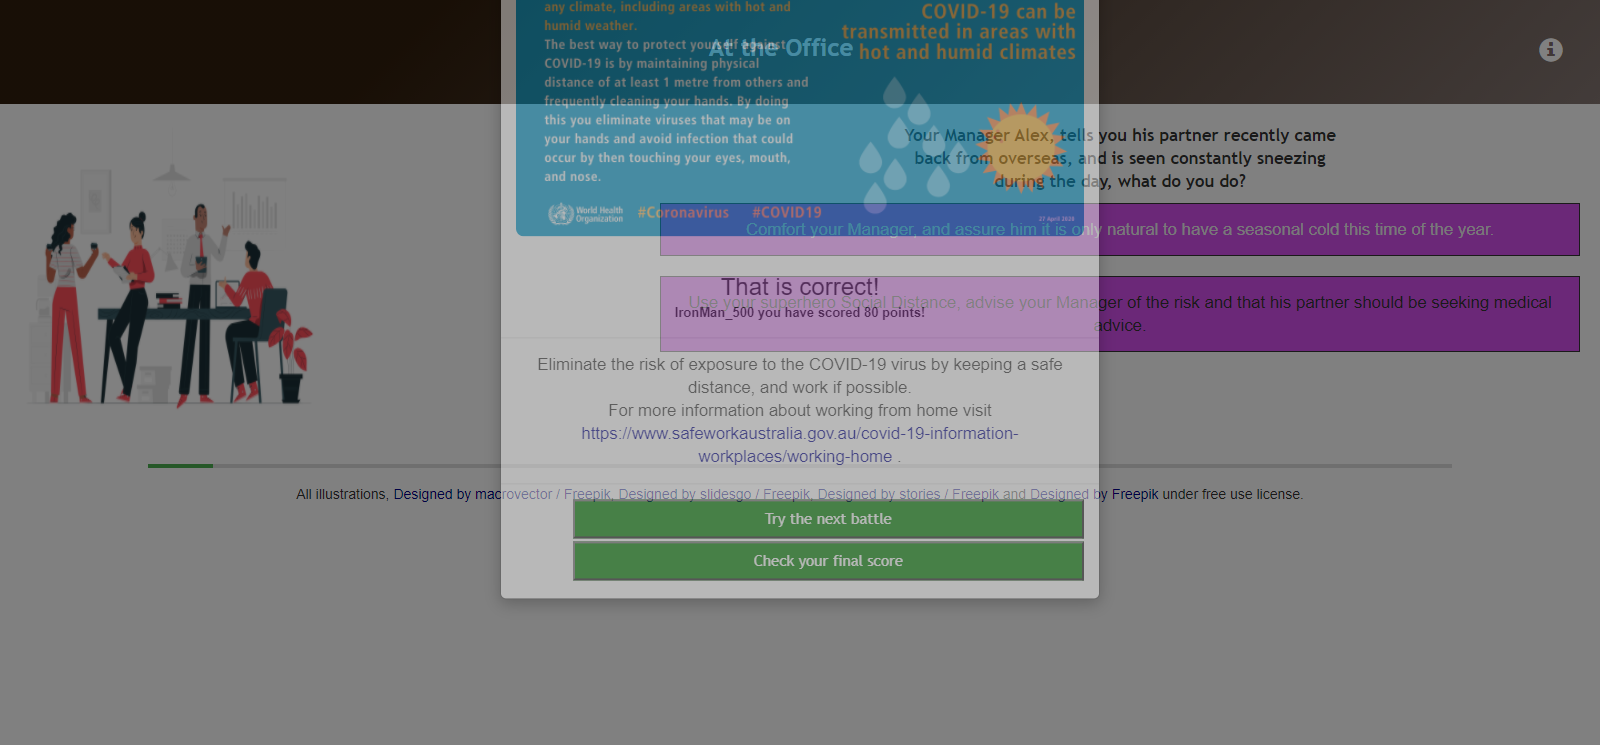 any climate, including areas with hot and
humid weather.
The best way to protect yourself against
COVID-19 is by maintaining physical
distance of at least 1 metre from others and
frequently cleaning your hands. By doing
this you eliminate viruses that may be on
your hands and avoid infection that could
occur by then touching your eyes, mouth,
and nose.
COVID-19 can be
transmitted in areas with
hot and humid climates
World Health
Organization
#Coronavirus #COVID19
27 April 2020
At the Office
Your Manager Alex, tells you his partner recently came
back from overseas, and is seen constantly sneezing
during the day, what do you do?
Comfort your Manager, and assure him it is only natural to have a seasonal cold this time of the year.
Use your superhero Social Distance, advise your Manager of the risk and that his partner should be seeking medical
advice.
That is correct!
IronMan_500 you have scored 80 points!
Eliminate the risk of exposure to the COVID-19 virus by keeping a safe
distance, and work if possible.
For more information about working from home visit
https://www.safeworkaustralia.gov.au/covid-19-information-
workplaces/working-home .
All illustrations, Designed by macrovector / Freepik, Designed by slidesgo / Freepik, Designed by stories / Freepik and Designed by Freepik under free use license.
Try the next battle
Check your final score